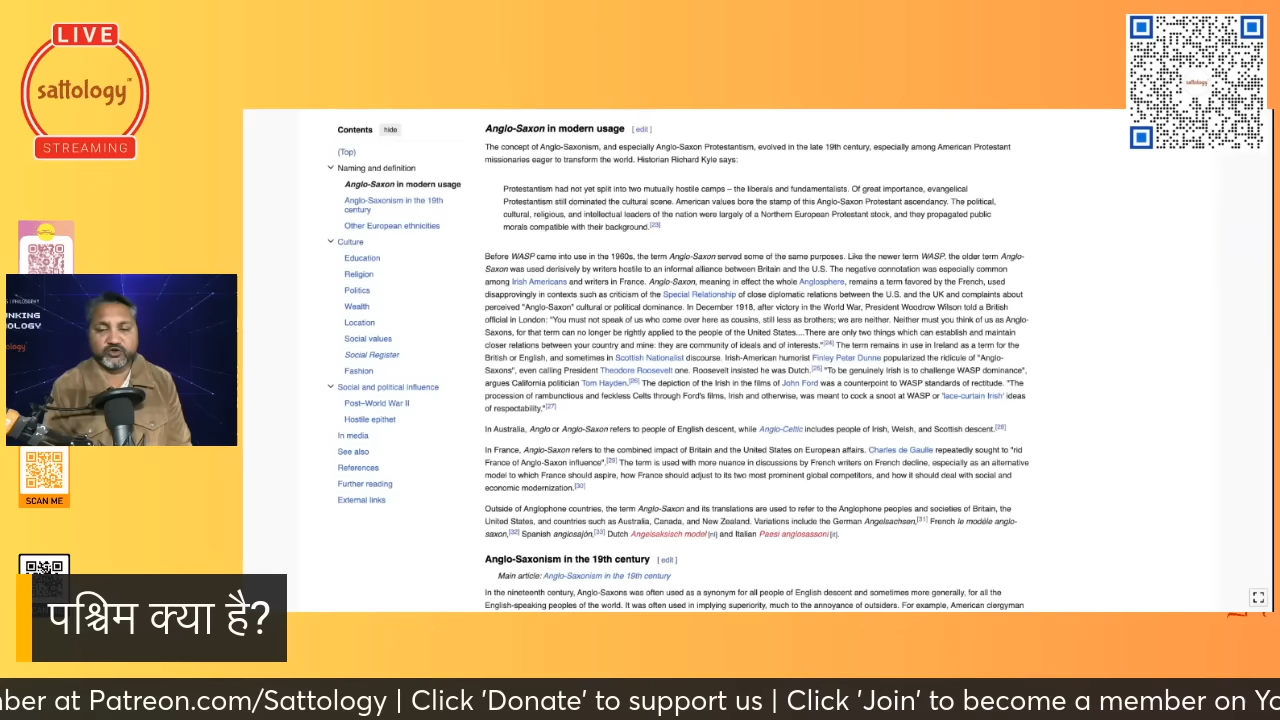 LIVE
sattology™
STREAMING
sattology
Contents hide
(Top)
Naming and definition
Anglo-Saxon in modern usage
Anglo-Saxonism in the 19th
century
Other European ethnicities
Culture
Education
Religion
Politics
Wealth
Location
Social values
Social Register
Fashion
Social and political influence
Post–World War II
Hostile epithet
In media
See also
References
Further reading
External links
Anglo-Saxon in modern usage [ edit ]
The concept of Anglo-Saxonism, and especially Anglo-Saxon Protestantism, evolved in the late 19th century, especially among American Protestant
missionaries eager to transform the world. Historian Richard Kyle says:
Protestantism had not yet split into two mutually hostile camps – the liberals and fundamentalists. Of great importance, evangelical
Protestantism still dominated the cultural scene. American values bore the stamp of this Anglo-Saxon Protestant ascendancy. The political,
cultural, religious, and intellectual leaders of the nation were largely of a Northern European Protestant stock, and they propagated public
morals compatible with their background.[23]
Before WASP came into use in the 1960s, the term Anglo-Saxon served some of the same purposes. Like the newer term WASP, the older term Anglo-
Saxon was used derisively by writers hostile to an informal alliance between Britain and the U.S. The negative connotation was especially common
among Irish Americans and writers in France. Anglo-Saxon, meaning in effect the whole Anglosphere, remains a term favored by the French, used
disapprovingly in contexts such as criticism of the Special Relationship of close diplomatic relations between the U.S. and the UK and complaints about
perceived "Anglo-Saxon" cultural or political dominance. In December 1918, after victory in the World War, President Woodrow Wilson told a British
official in London: "You must not speak of us who come over here as cousins, still less as brothers; we are neither. Neither must you think of us as Anglo-
Saxons, for that term can no longer be rightly applied to the people of the United States....There are only two things which can establish and maintain
closer relations between your country and mine: they are community of ideals and of interests."[24] The term remains in use in Ireland as a term for the
British or English, and sometimes in Scottish Nationalist discourse. Irish-American humorist Finley Peter Dunne popularized the ridicule of "Anglo-
Saxons", even calling President Theodore Roosevelt one. Roosevelt insisted he was Dutch.[25] "To be genuinely Irish is to challenge WASP dominance",
argues California politician Tom Hayden.[26] The depiction of the Irish in the films of John Ford was a counterpoint to WASP standards of rectitude. "The
procession of rambunctious and feckless Celts through Ford's films, Irish and otherwise, was meant to cock a snoot at WASP or 'lace-curtain Irish' ideas
of respectability."[27]
In Australia, Anglo or Anglo-Saxon refers to people of English descent, while Anglo-Celtic includes people of Irish, Welsh, and Scottish descent.[28]
In France, Anglo-Saxon refers to the combined impact of Britain and the United States on European affairs. Charles de Gaulle repeatedly sought to "rid
France of Anglo-Saxon influence".[29] The term is used with more nuance in discussions by French writers on French decline, especially as an alternative
model to which France should aspire, how France should adjust to its two most prominent global competitors, and how it should deal with social and
economic modernization.[30]
Outside of Anglophone countries, the term Anglo-Saxon and its translations are used to refer to the Anglophone peoples and societies of Britain, the
United States, and countries such as Australia, Canada, and New Zealand. Variations include the German Angelsachsen,[31] French le modèle anglo-
saxon,[32] Spanish anglosajón,[33] Dutch Angelsaksisch model [nl] and Italian Paesi anglosassoni [it].
Anglo-Saxonism in the 19th century [ edit ]
Main article: Anglo-Saxonism in the 19th century
In the nineteenth century, Anglo-Saxons was often used as a synonym for all people of English descent and sometimes more generally, for all the
English-speaking peoples of the world. It was often used in implying superiority, much to the annoyance of outsiders. For example, American clergyman
SCAN ME
पश्चिम क्या है?
nber at Patreon.com/Sattology | Click 'Donate' to support us | Click 'Join' to become a member on Yo